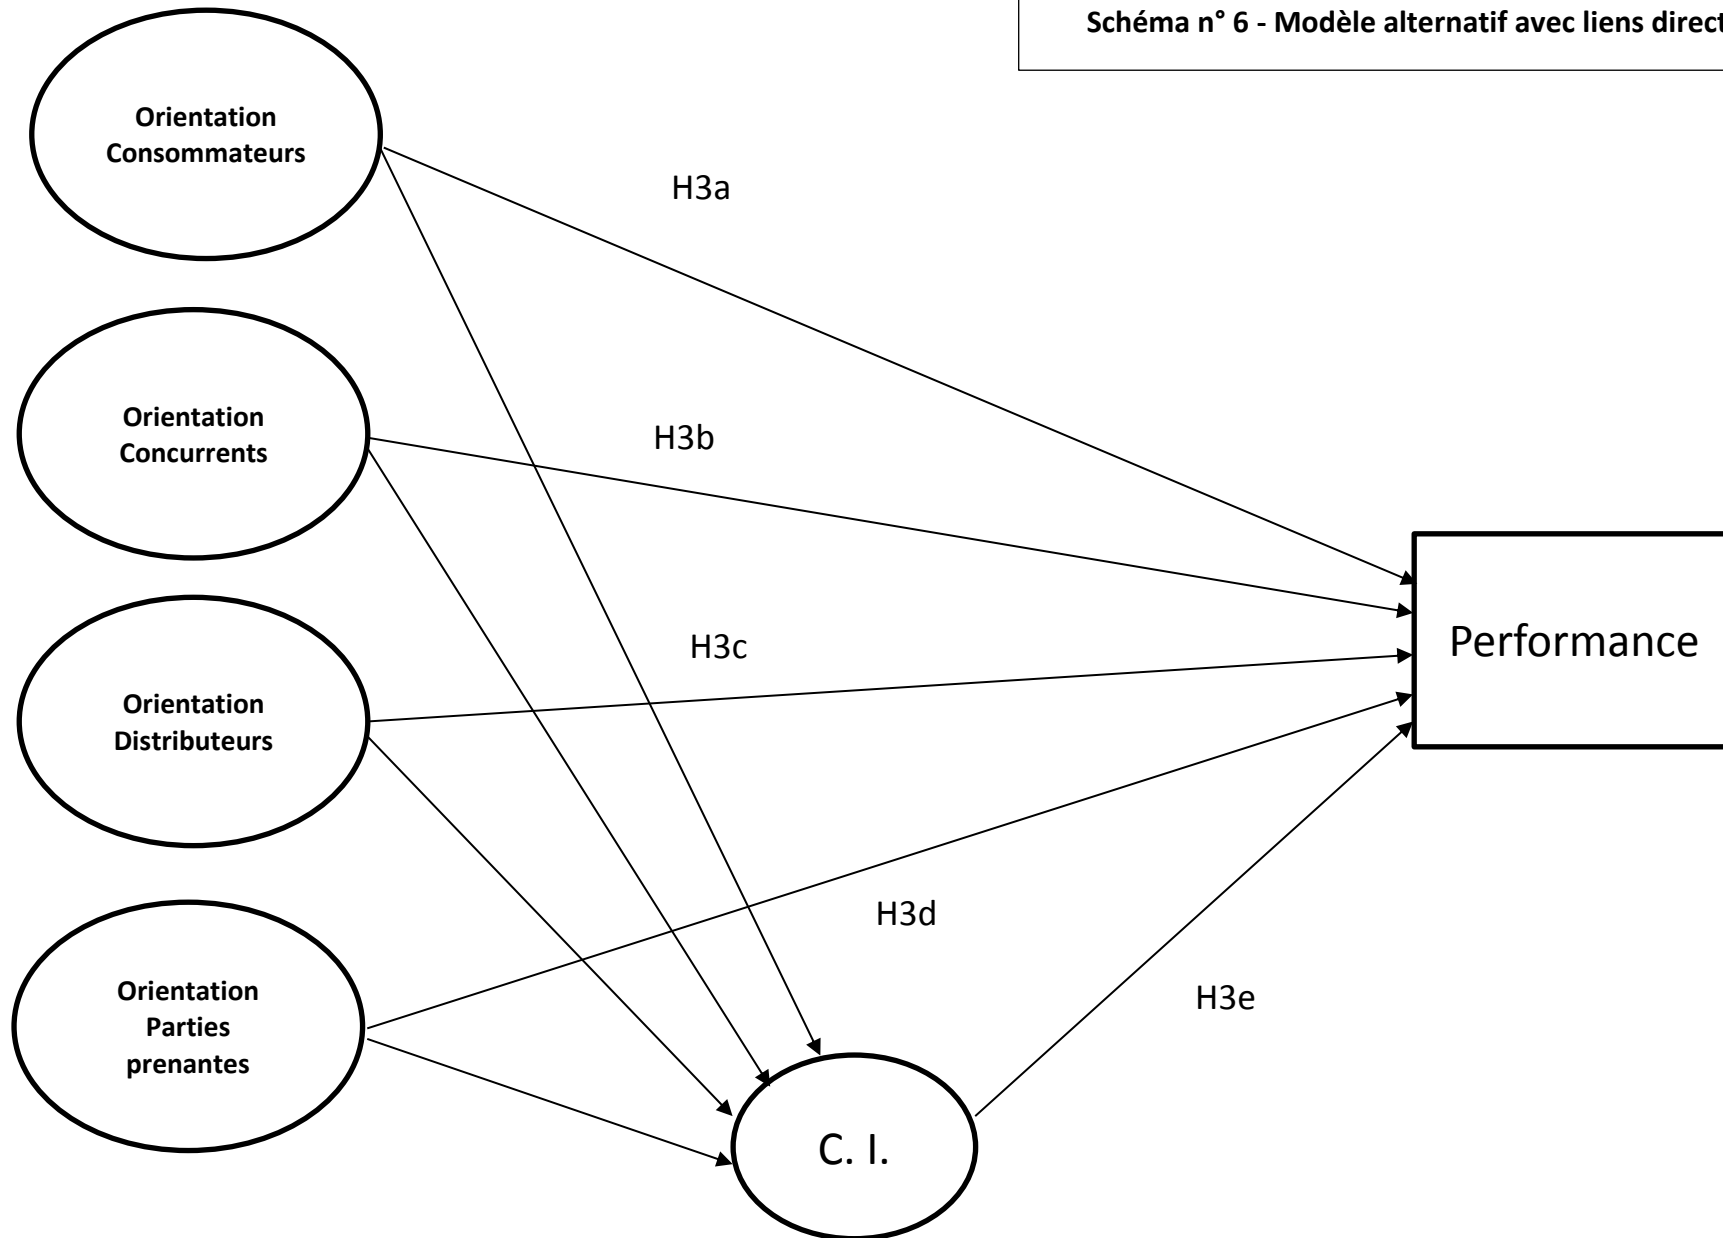 Schéma n° 6 - Modèle alternatif avec liens direct
Orientation
Consommateurs
H3a
Orientation
Concurrents
H3b
H3c
Performance
Orientation
Distributeurs
H3d
Orientation
Parties
prenantes
H3e
C. I.